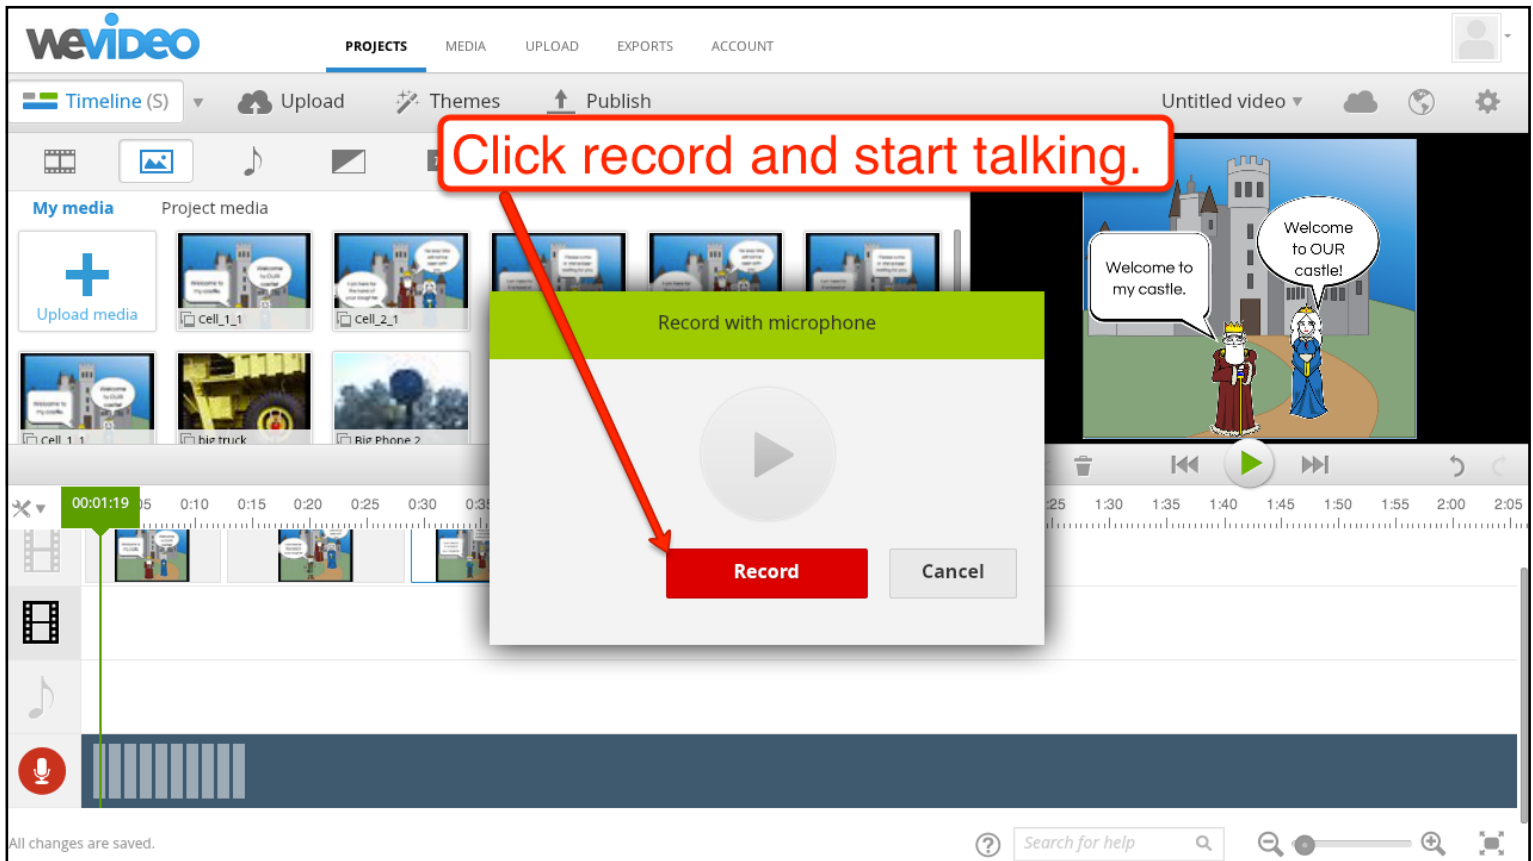 WeVIDEO
PROJECTS MEDIA UPLOAD EXPORTS ACCOUNT
Timeline (S) Upload Themes Publish Untitled video
Click record and start talking.
My media Project media
Upload media
Cell_1_1
Cell_2_1
Cell_1_1
big truck
Big Phone 2
Welcome to
my castle.
Welcome
to OUR
castle!
Record with microphone
Record Cancel
00:01:19 05 0:10 0:15 0:20 0:25 0:30 0:35 :25 1:30 1:35 1:40 1:45 1:50 1:55 2:00 2:05
All changes are saved.
? Search for help